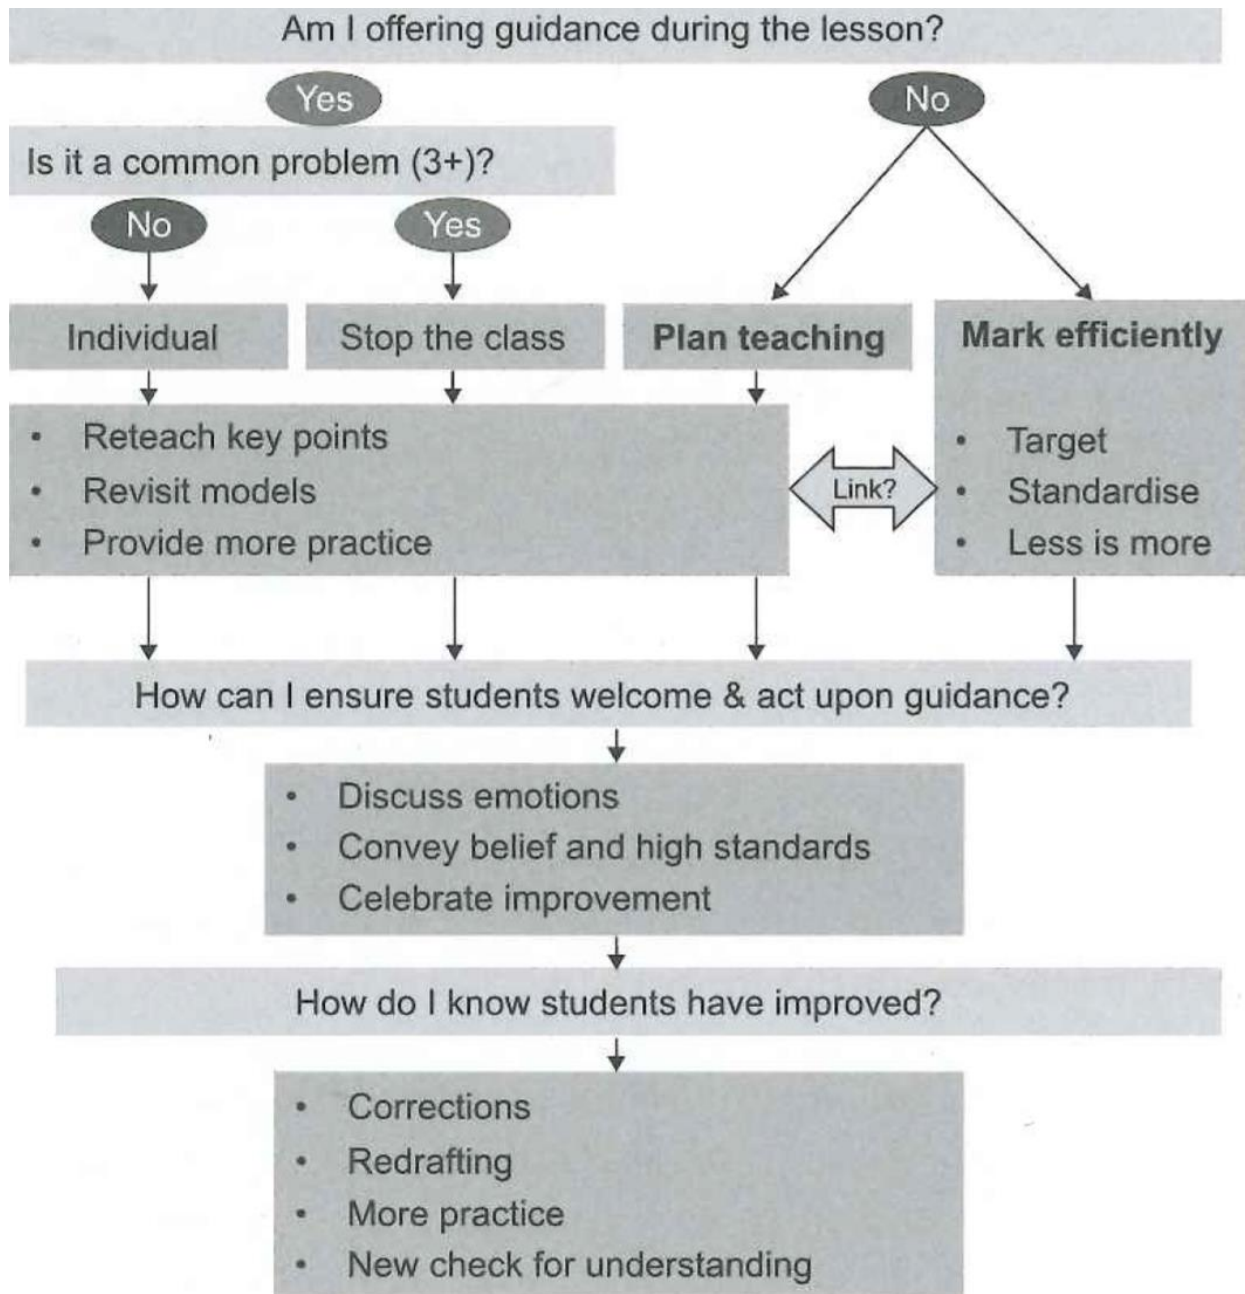 Am I offering guidance during the lesson?
Yes
No
Is it a common problem (3+)?
No
Yes
Individual
Stop the class
Plan teaching
Mark efficiently
• Reteach key points
• Revisit models
• Provide more practice
Link?
• Target
• Standardise
• Less is more
How can I ensure students welcome & act upon guidance?
• Discuss emotions
• Convey belief and high standards
• Celebrate improvement
How do I know students have improved?
• Corrections
• Redrafting
• More practice
• New check for understanding